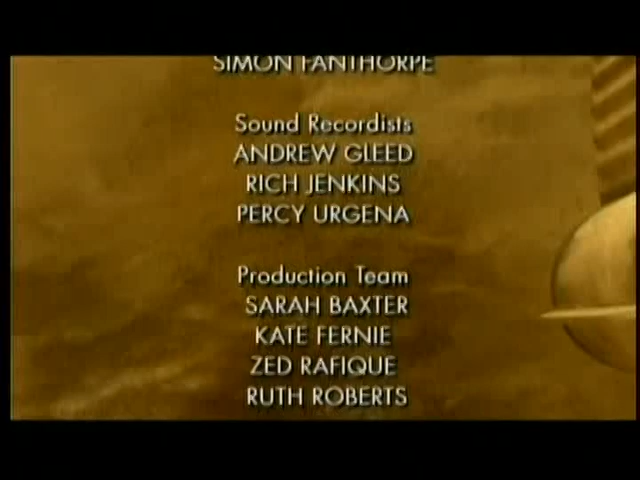 SIMON FANTHORPE
Sound Recordists
ANDREW GLEED
RICH JENKINS
PERCY URGENA
Production Team
SARAH BAXTER
KATE FERNIE
ZED RAFIQUE
RUTH ROBERTS